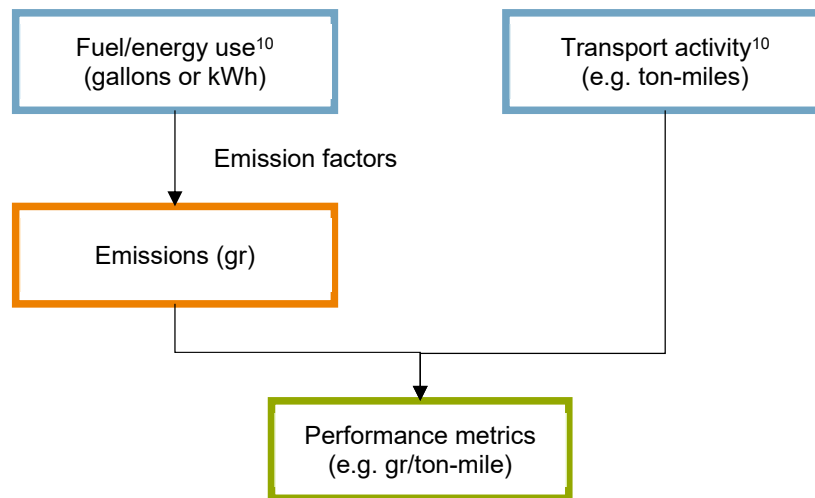 Fuel/energy use¹⁰
(gallons or kWh)
Transport activity¹⁰
(e.g. ton-miles)
Emission factors
Emissions (gr)
Performance metrics
(e.g. gr/ton-mile)